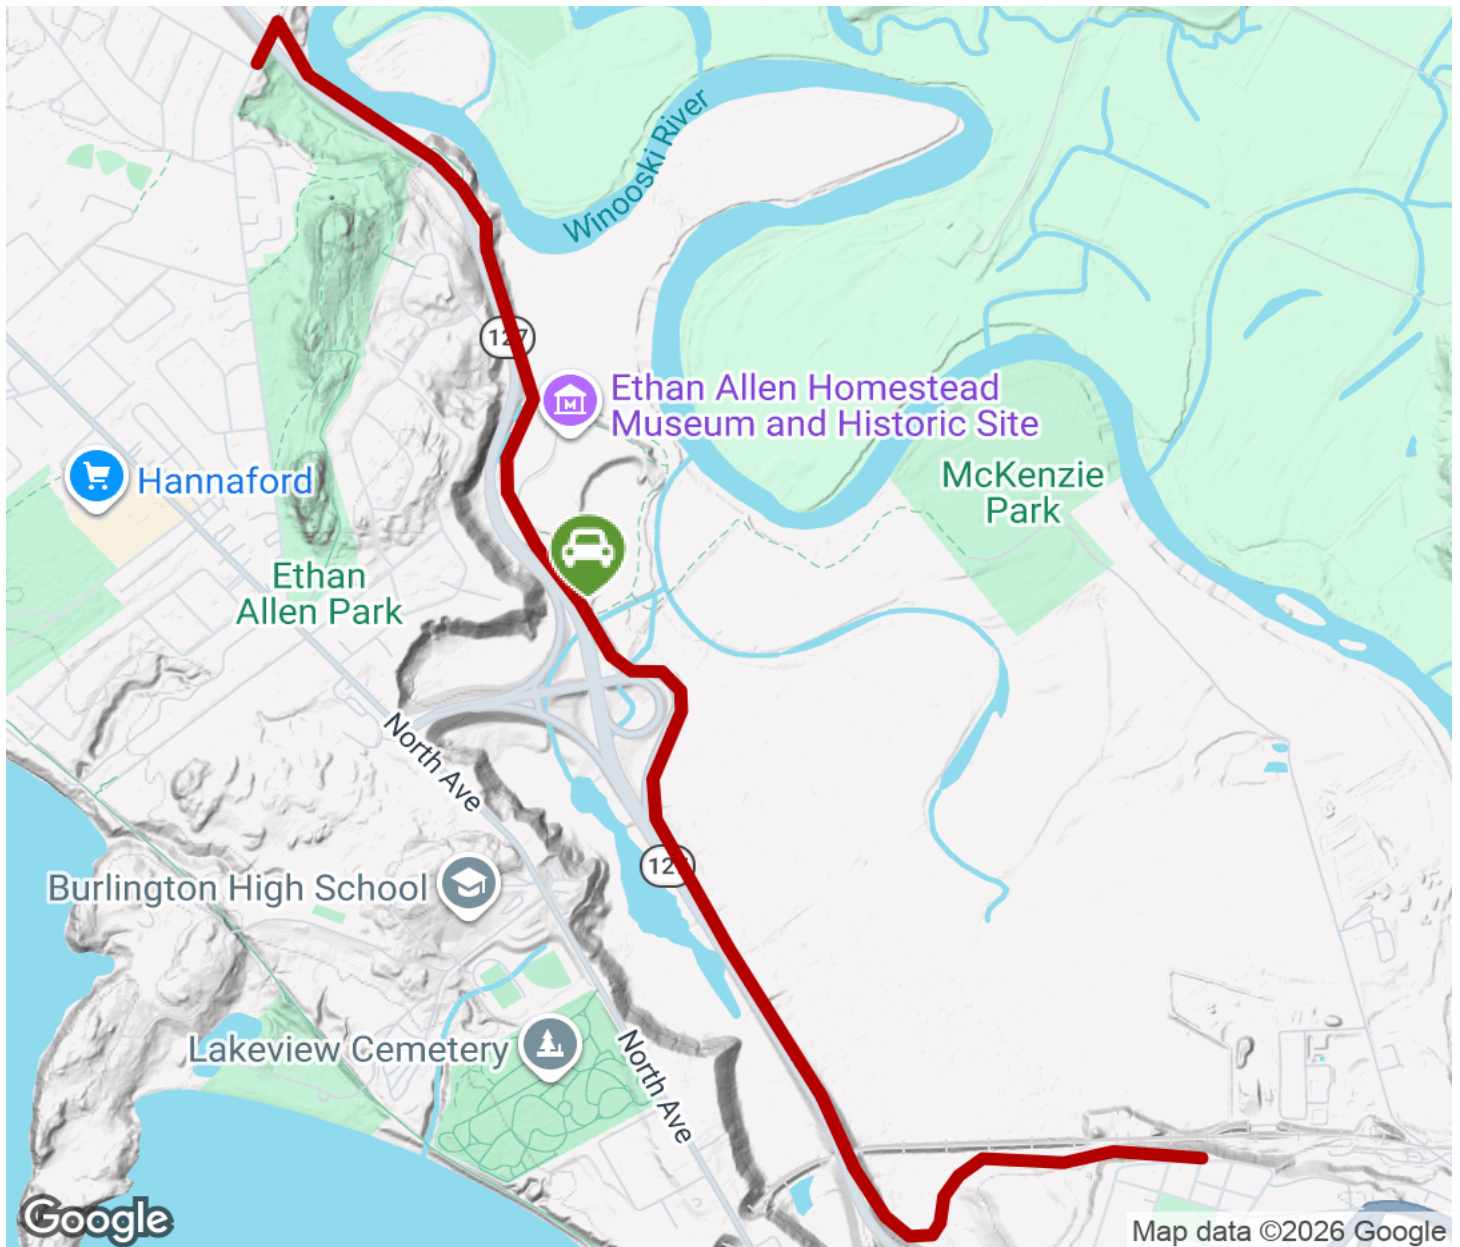 Winooski River
127
Ethan Allen Homestead
Museum and Historic Site
McKenzie
Park
Hannaford
Ethan
Allen Park
North Ave
Burlington High School
Lakeview Cemetery
North Ave
Google
Map data ©2026 Google